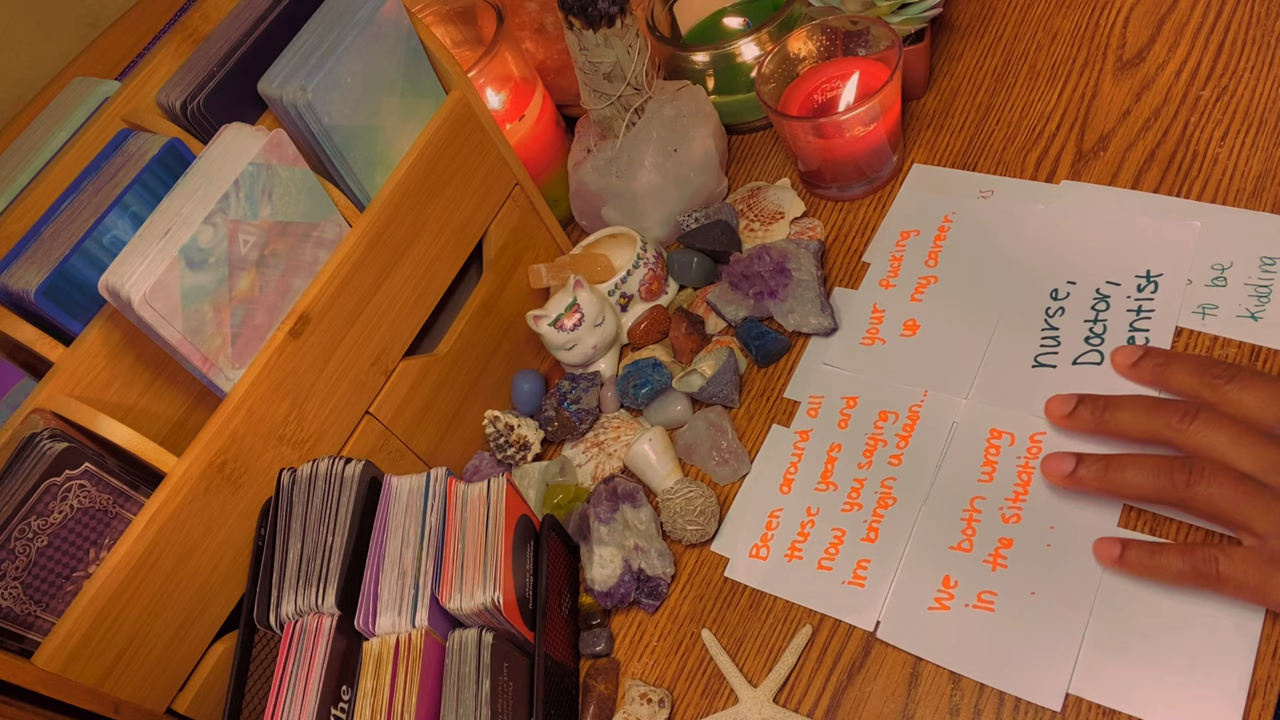 your fucking
up my career.
nurse,
Doctor,
entist
to be
kidding
Been around all
these years and
now you saying
im bringin u down...
We both wrong
in the situation
. . .
The